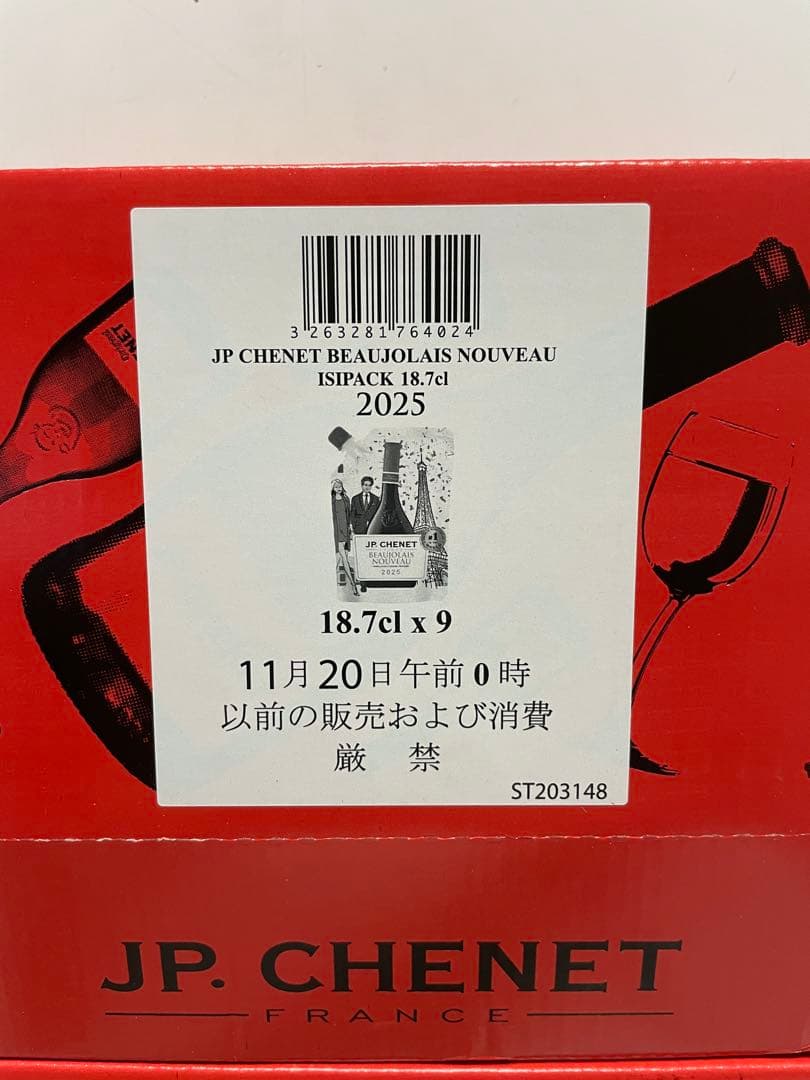 3 263281 764024
JP CHENET BEAUJOLAIS NOUVEAU
ISIPACK 18.7cl
2025
JP. CHENET
#1
BEAUJOLAIS
NOUVEAU
2025
18.7cl x 9
11月20日午前0時
以前の販売および消費
厳 禁
ST203148
JP. CHENET
FRANCE